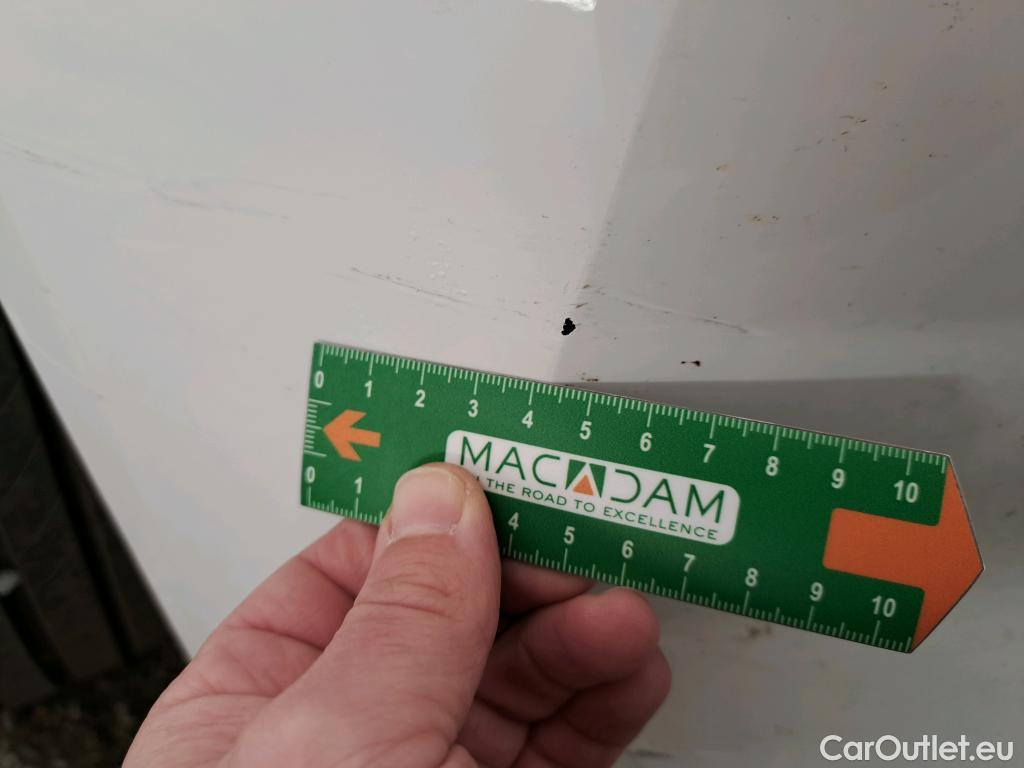 0 1 2 3 4 5 6 7 8 9 10
MACADAM
THE ROAD TO EXCELLENCE
0 1 4 5 6 7 8 9 10
CarOutlet.eu